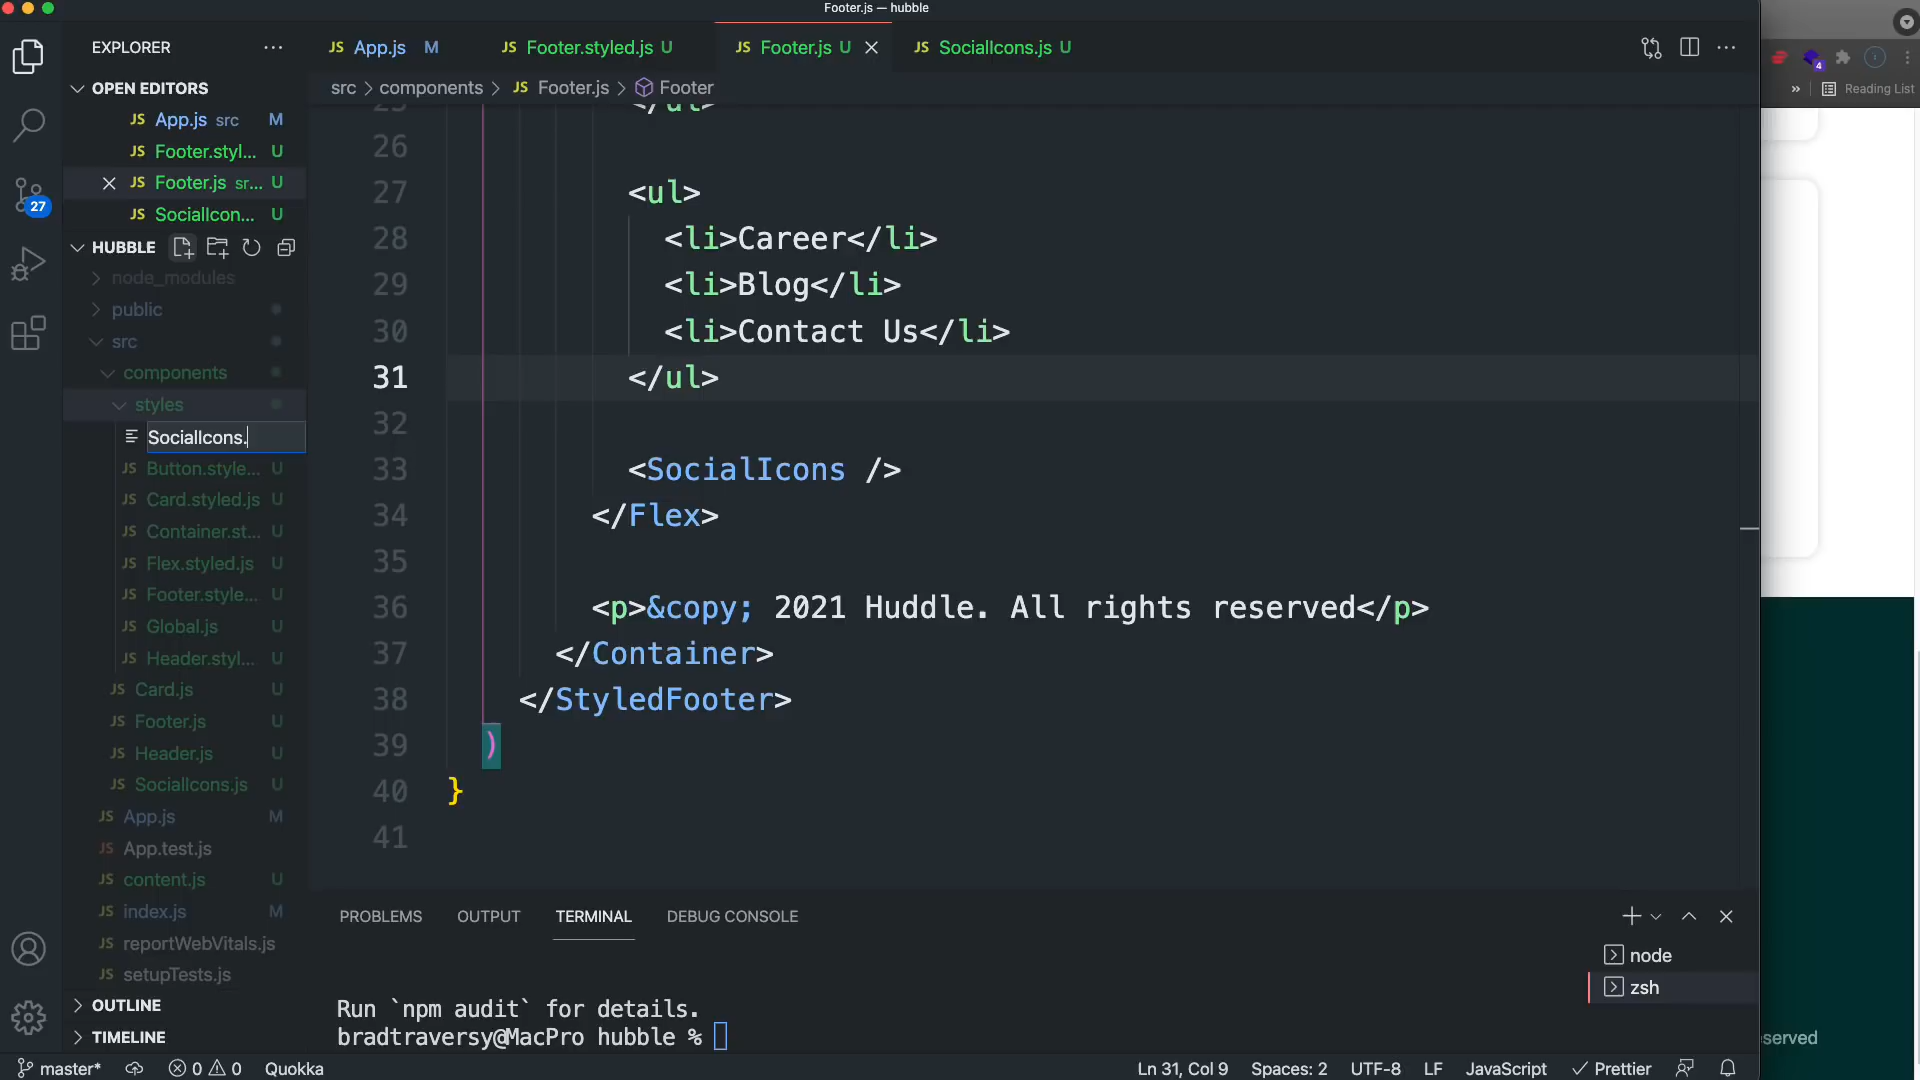 Footer.js — hubble
EXPLORER
JS App.js M
JS Footer.styled.js U
JS Footer.js U
JS SocialIcons.js U
4
Reading List
OPEN EDITORS
src > components > JS Footer.js > Footer
JS App.js src M
JS Footer.styl... U
JS Footer.js sr... U
JS SocialIcon... U
27
HUBBLE
node_modules
public
src
components
styles
SocialIcons.
JS Button.style... U
JS Card.styled.js U
JS Container.st... U
JS Flex.styled.js U
JS Footer.style... U
JS Global.js U
JS Header.styl... U
JS Card.js U
JS Footer.js U
JS Header.js U
JS SocialIcons.js U
JS App.js M
JS App.test.js
JS content.js U
JS index.js M
JS reportWebVitals.js
JS setupTests.js
OUTLINE
TIMELINE
25 </ul>
26
27 <ul>
28 <li>Career</li>
29 <li>Blog</li>
30 <li>Contact Us</li>
31 </ul>
32
33 <SocialIcons />
34 </Flex>
35
36 <p>&copy; 2021 Huddle. All rights reserved</p>
37 </Container>
38 </StyledFooter>
39 )
40 }
41
PROBLEMS OUTPUT TERMINAL DEBUG CONSOLE
node
zsh
Run `npm audit` for details.
bradtraversy@MacPro hubble %
served
master* 0 0 Quokka
Ln 31, Col 9 Spaces: 2 UTF-8 LF JavaScript Prettier